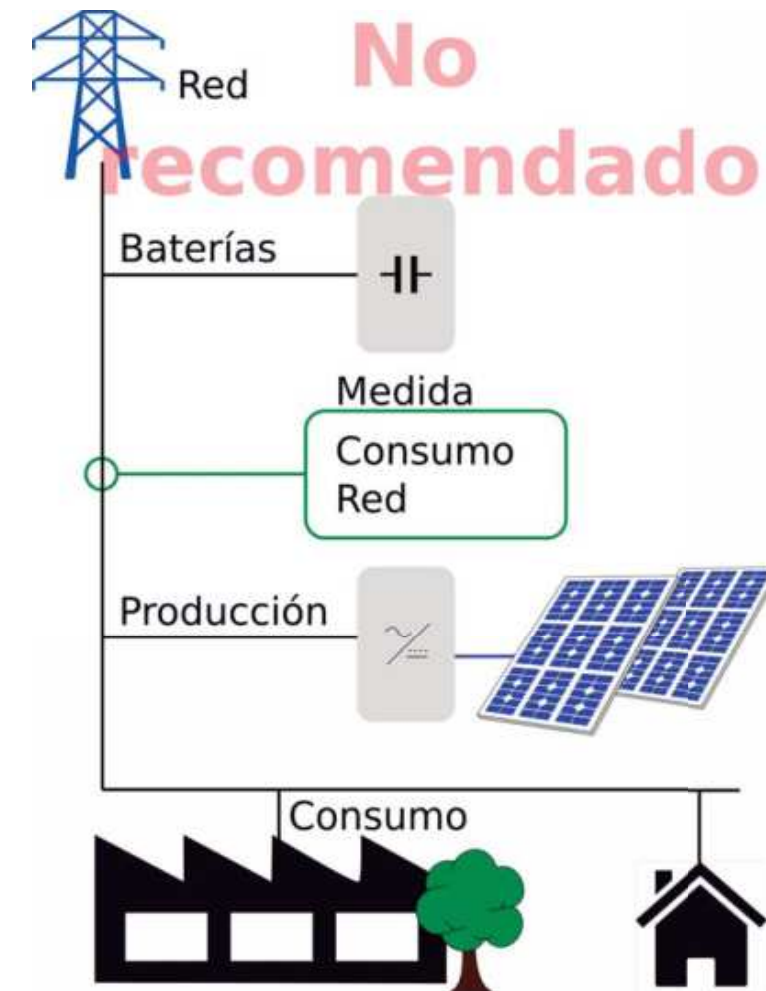 No
recomendado
Red
Baterías
Medida
Consumo
Red
Producción
Consumo